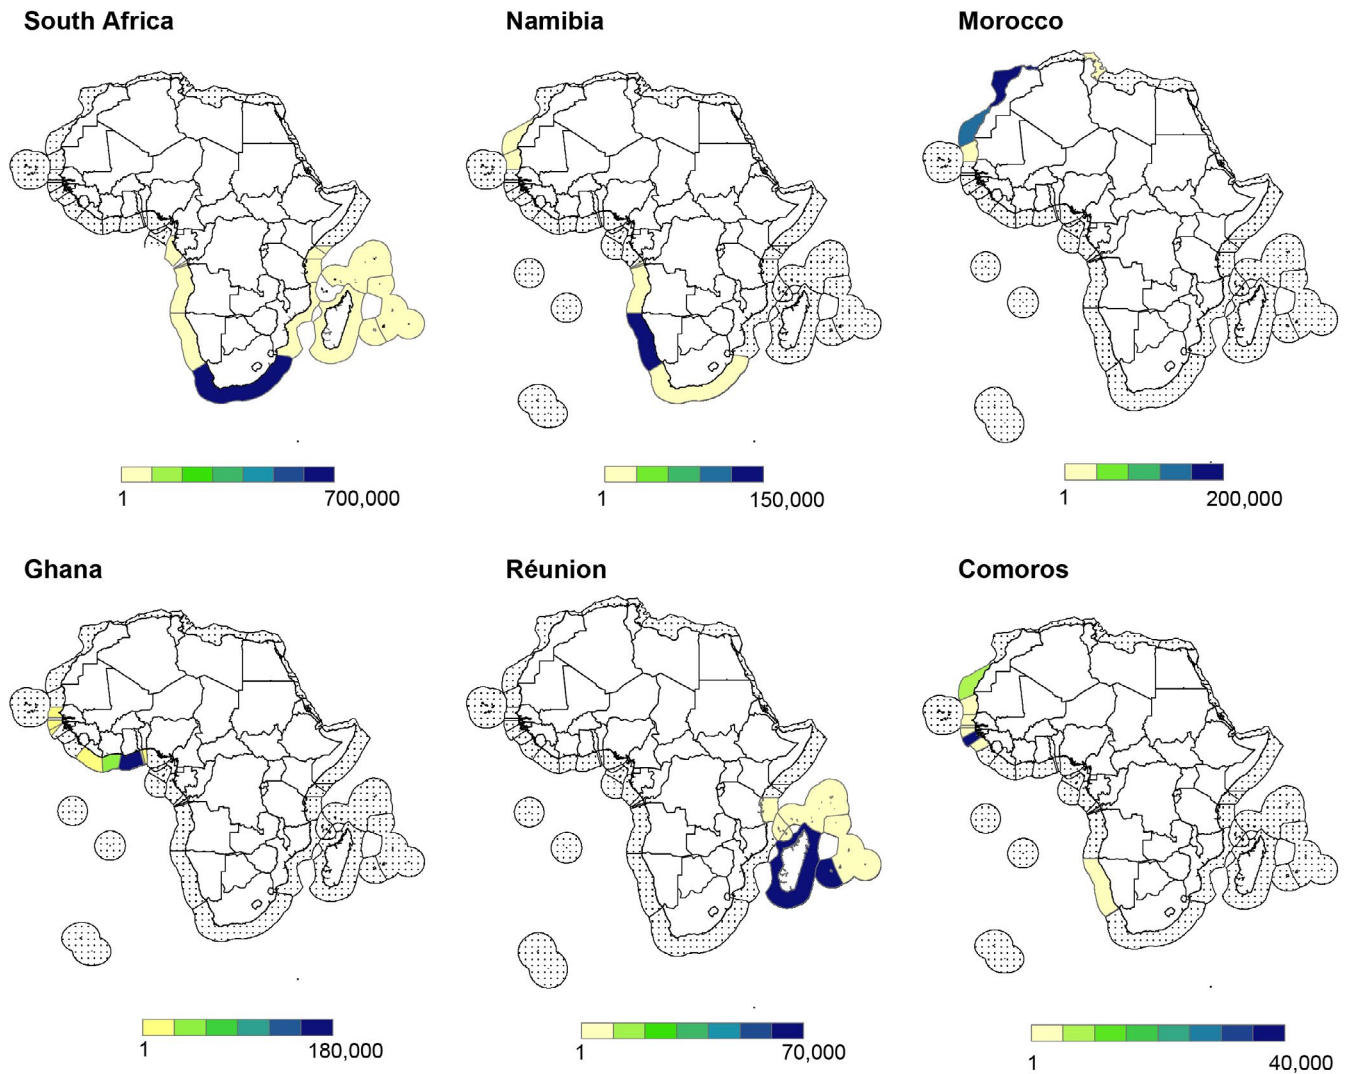 South Africa
Namibia
Morocco
1 700,000
1 150,000
1 200,000
Ghana
Réunion
Comoros
1 180,000
1 70,000
1 40,000